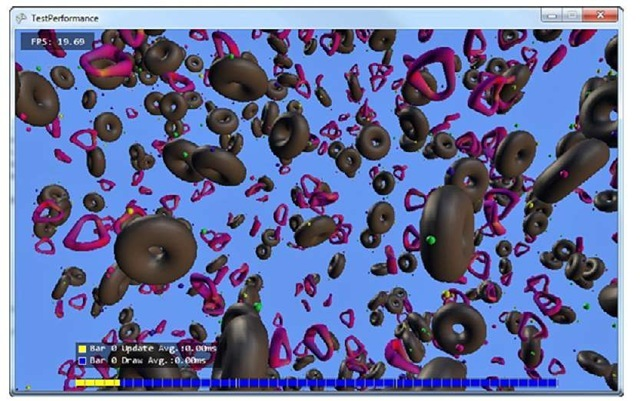 TestPerformance
FPS: 19.69
Bar 0 Update Avg.:0.00ms
Bar 0 Draw Avg.:0.00ms